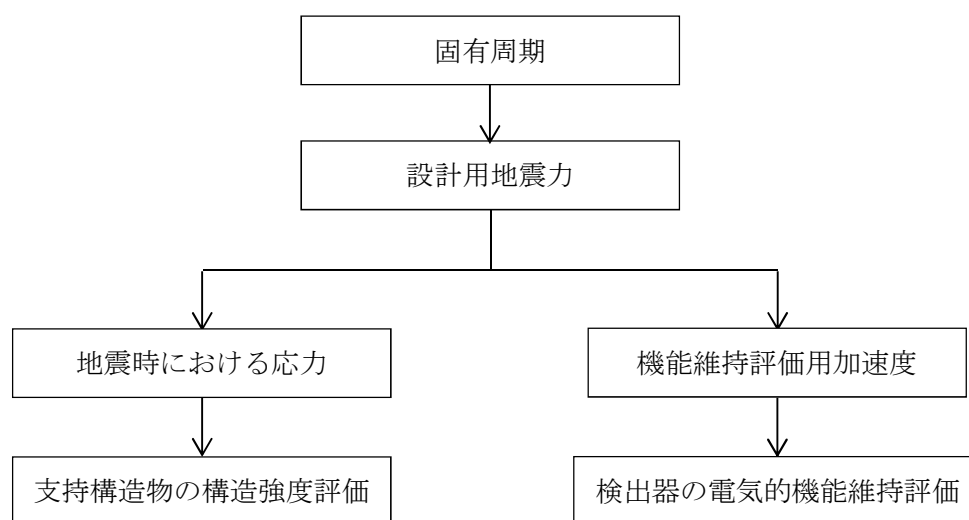 固有周期
設計用地震力
地震時における応力
機能維持評価用加速度
支持構造物の構造強度評価
検出器の電気的機能維持評価